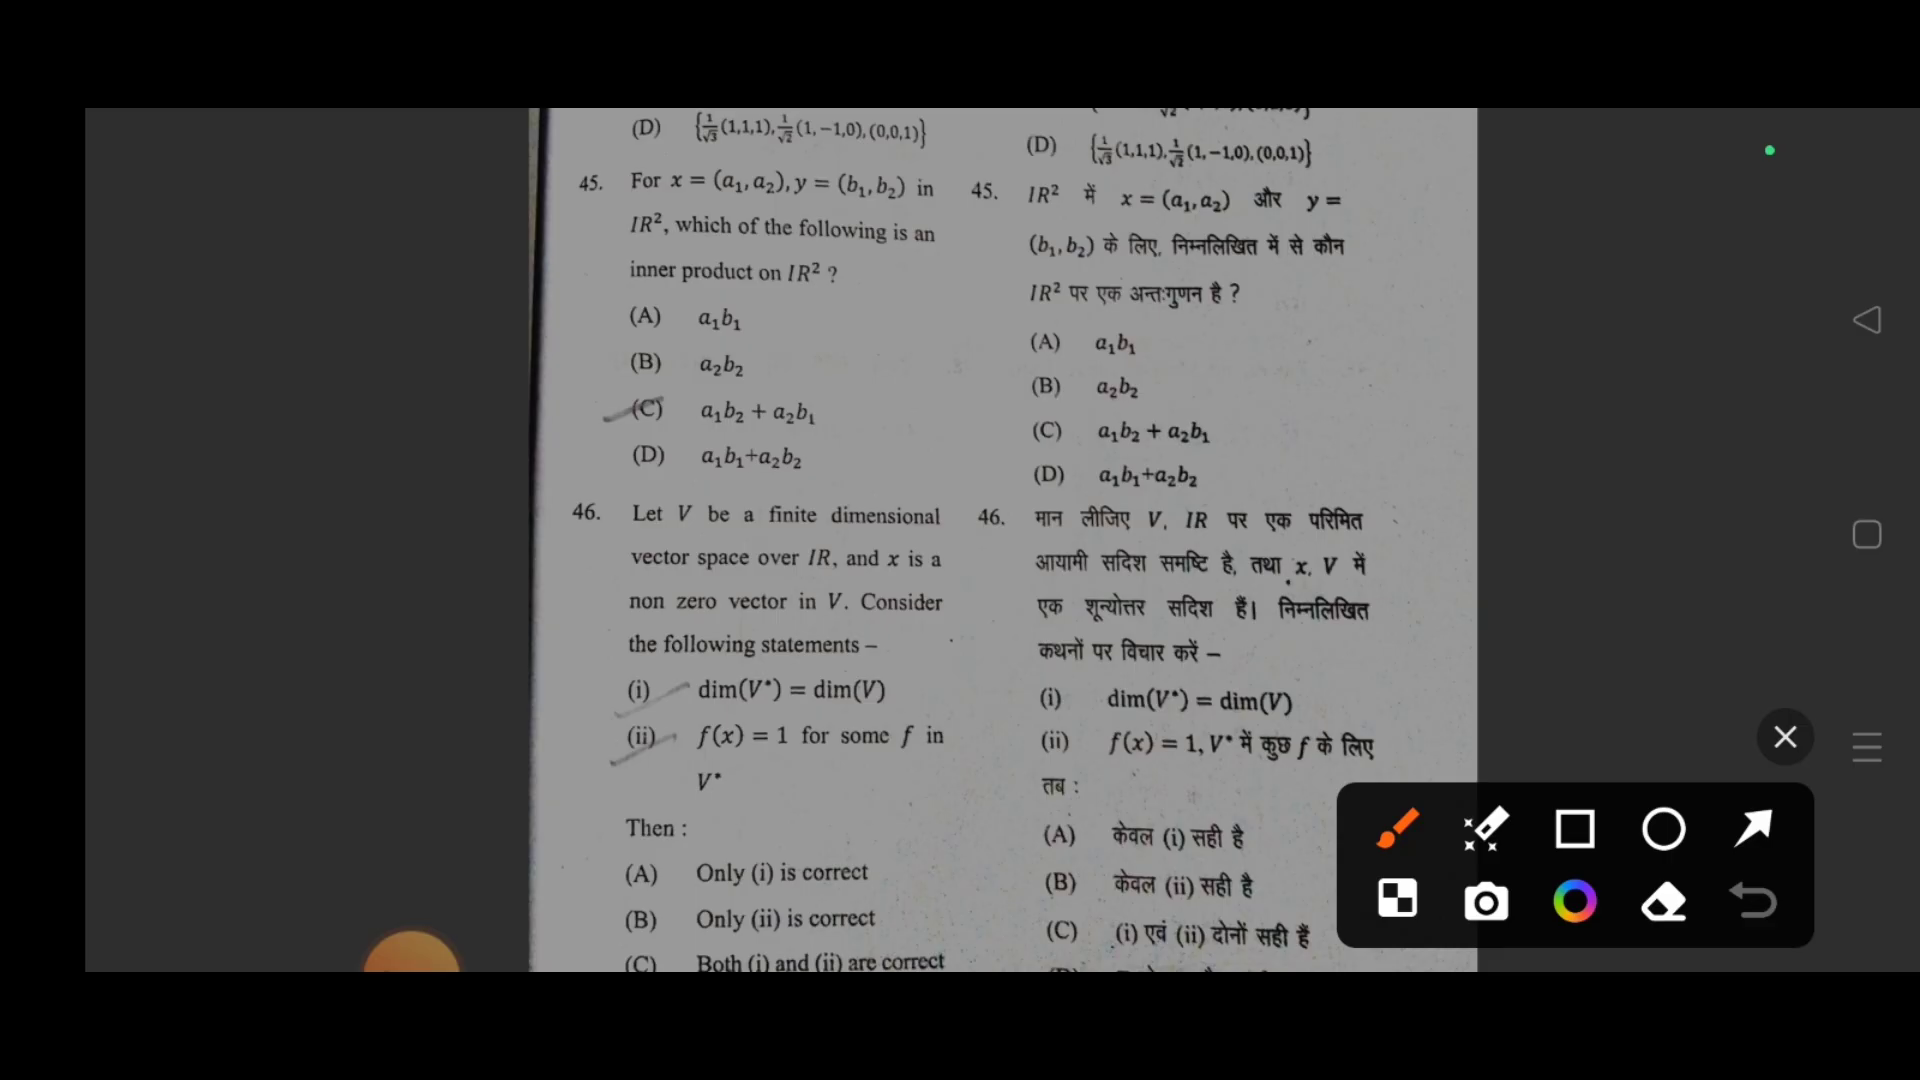 (D) {1/√3 (1,1,1), 1/√2 (1, −1,0), (0,0,1)}
45. For x = (a₁, a₂), y = (b₁, b₂) in
IR², which of the following is an
inner product on IR² ?
(A) a₁b₁
(B) a₂b₂
(C) a₁b₂ + a₂b₁
(D) a₁b₁+a₂b₂
46. Let V be a finite dimensional
vector space over IR, and x is a
non zero vector in V. Consider
the following statements –
(i) dim(V*) = dim(V)
(ii) f(x) = 1 for some f in
V*
Then :
(A) Only (i) is correct
(B) Only (ii) is correct
(C) Both (i) and (ii) are correct
(D) {1/√3 (1,1,1), 1/√2 (1, −1,0), (0,0,1)}
45. IR² में x = (a₁, a₂) और y =
(b₁, b₂) के लिए, निम्नलिखित में से कौन
IR² पर एक अन्तःगुणन है ?
(A) a₁b₁
(B) a₂b₂
(C) a₁b₂ + a₂b₁
(D) a₁b₁+a₂b₂
46. मान लीजिए V, IR पर एक परिमित
आयामी सदिश समष्टि है, तथा x, V में
एक शून्योत्तर सदिश हैं। निम्नलिखित
कथनों पर विचार करें –
(i) dim(V*) = dim(V)
(ii) f(x) = 1, V* में कुछ f के लिए
तब :
(A) केवल (i) सही है
(B) केवल (ii) सही है
(C) (i) एवं (ii) दोनों सही हैं